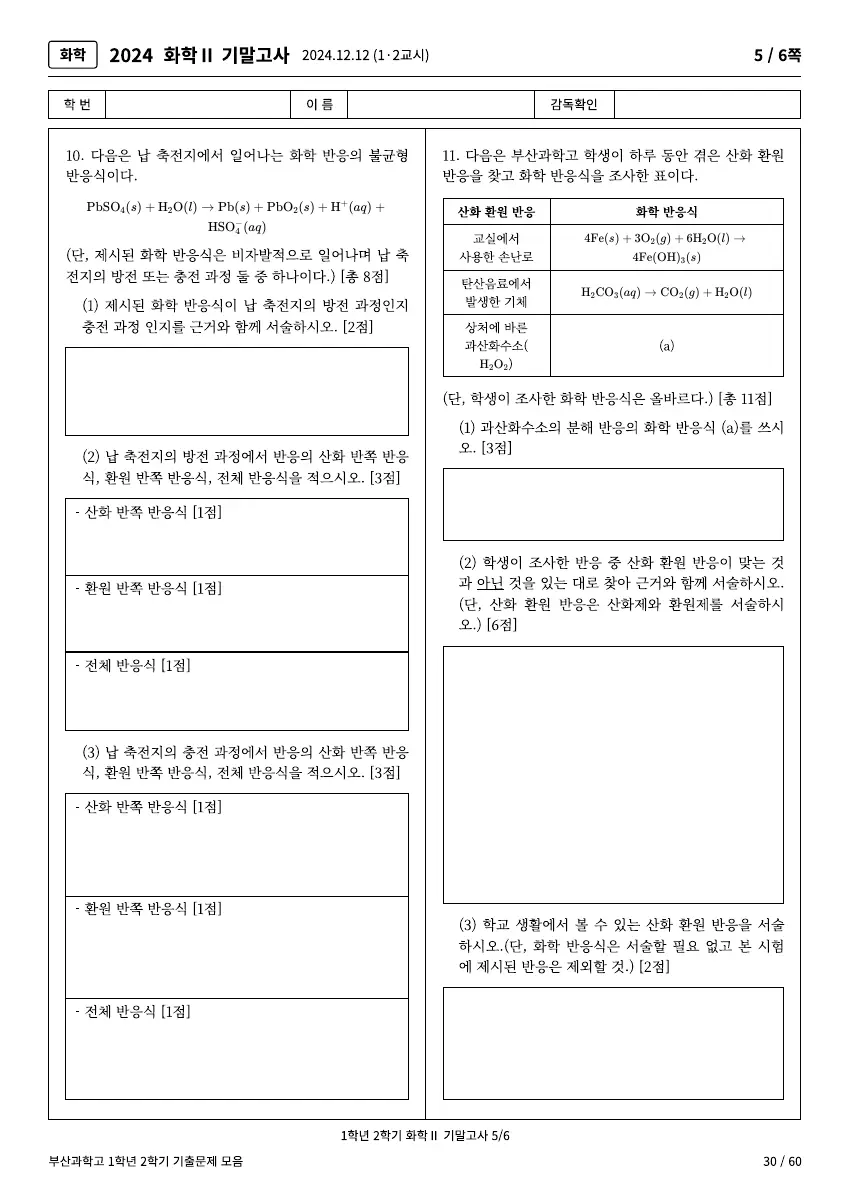 화학
2024 화학Ⅱ 기말고사 2024.12.12 (1·2교시)
5 / 6쪽
학 번
이 름
감독확인
10. 다음은 납 축전지에서 일어나는 화학 반응의 불균형
반응식이다.
PbSO₄(s) + H₂O(l) → Pb(s) + PbO₂(s) + H⁺(aq) +
HSO₄⁻(aq)
(단, 제시된 화학 반응식은 비자발적으로 일어나며 납 축
전지의 방전 또는 충전 과정 둘 중 하나이다.) [총 8점]
(1) 제시된 화학 반응식이 납 축전지의 방전 과정인지
충전 과정 인지를 근거와 함께 서술하시오. [2점]
(2) 납 축전지의 방전 과정에서 반응의 산화 반쪽 반응
식, 환원 반쪽 반응식, 전체 반응식을 적으시오. [3점]
- 산화 반쪽 반응식 [1점]
- 환원 반쪽 반응식 [1점]
- 전체 반응식 [1점]
(3) 납 축전지의 충전 과정에서 반응의 산화 반쪽 반응
식, 환원 반쪽 반응식, 전체 반응식을 적으시오. [3점]
- 산화 반쪽 반응식 [1점]
- 환원 반쪽 반응식 [1점]
- 전체 반응식 [1점]
11. 다음은 부산과학고 학생이 하루 동안 겪은 산화 환원
반응을 찾고 화학 반응식을 조사한 표이다.
산화 환원 반응
화학 반응식
교실에서
사용한 손난로
4Fe(s) + 3O₂(g) + 6H₂O(l) →
4Fe(OH)₃(s)
탄산음료에서
발생한 기체
H₂CO₃(aq) → CO₂(g) + H₂O(l)
상처에 바른
과산화수소(
H₂O₂)
(a)
(단, 학생이 조사한 화학 반응식은 올바르다.) [총 11점]
(1) 과산화수소의 분해 반응의 화학 반응식 (a)를 쓰시
오. [3점]
(2) 학생이 조사한 반응 중 산화 환원 반응이 맞는 것
과 아닌 것을 있는 대로 찾아 근거와 함께 서술하시오.
(단, 산화 환원 반응은 산화제와 환원제를 서술하시
오.) [6점]
(3) 학교 생활에서 볼 수 있는 산화 환원 반응을 서술
하시오.(단, 화학 반응식은 서술할 필요 없고 본 시험
에 제시된 반응은 제외할 것.) [2점]
1학년 2학기 화학Ⅱ 기말고사 5/6
부산과학고 1학년 2학기 기출문제 모음
30 / 60